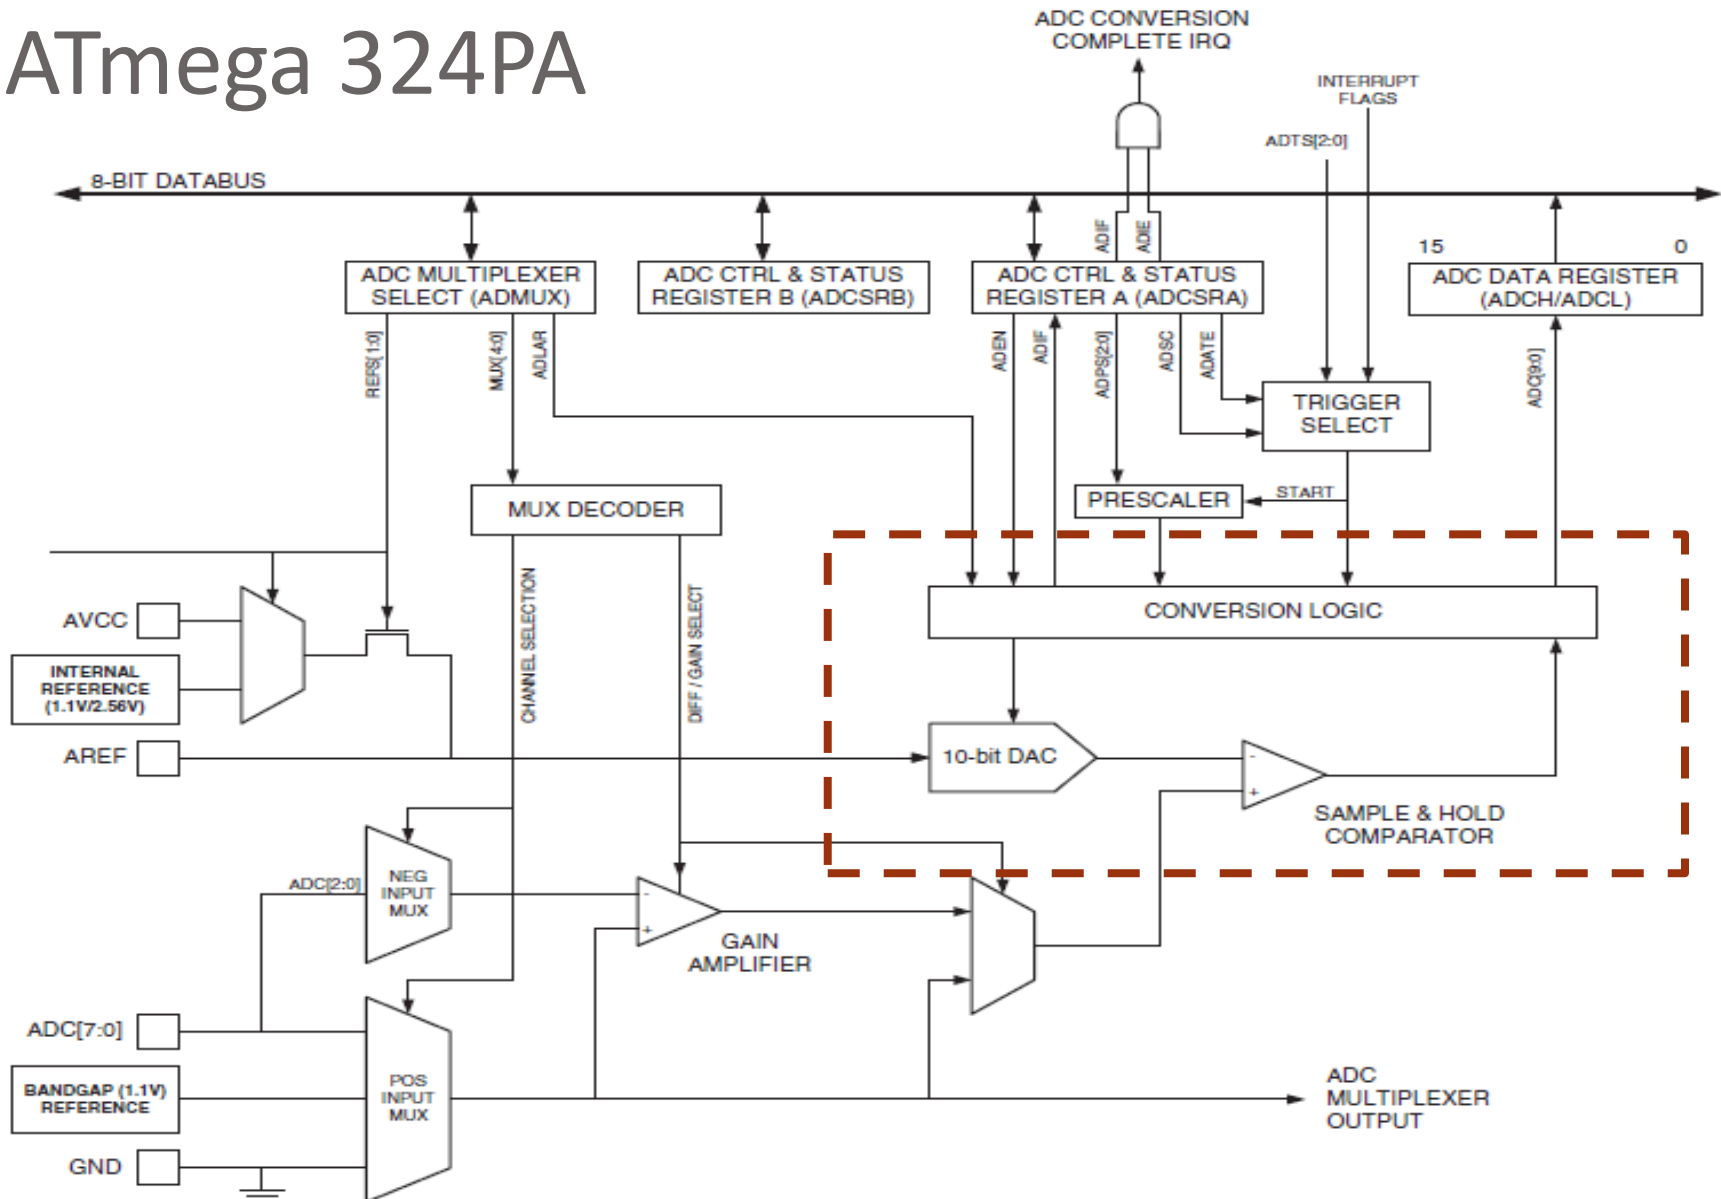 ATmega 324PA
ADC CONVERSION
COMPLETE IRQ
INTERRUPT
FLAGS
ADTS[2:0]
8-BIT DATABUS
ADIF
ADIE
15
0
ADC MULTIPLEXER
SELECT (ADMUX)
ADC CTRL & STATUS
REGISTER B (ADCSRB)
ADC CTRL & STATUS
REGISTER A (ADCSRA)
ADC DATA REGISTER
(ADCH/ADCL)
REFS[1:0]
MUX[4:0]
ADLAR
ADEN
ADIF
ADPS[2:0]
ADSC
ADATE
ADC[9:0]
TRIGGER
SELECT
MUX DECODER
PRESCALER
START
CHANNEL SELECTION
DIFF / GAIN SELECT
CONVERSION LOGIC
AVCC
INTERNAL
REFERENCE
(1.1V/2.56V)
AREF
10-bit DAC
-
+
SAMPLE & HOLD
COMPARATOR
ADC[2:0]
NEG
INPUT
MUX
-
+
GAIN
AMPLIFIER
ADC[7:0]
BANDGAP (1.1V)
REFERENCE
POS
INPUT
MUX
ADC
MULTIPLEXER
OUTPUT
GND